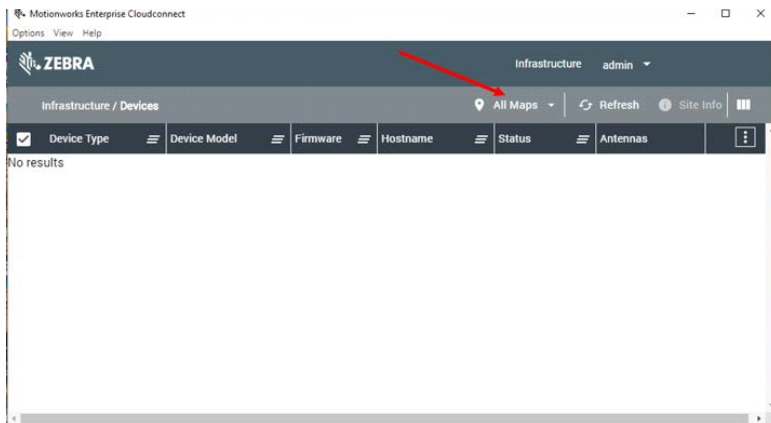 Motionworks Enterprise Cloudconnect
Options View Help
ZEBRA Infrastructure admin
Infrastructure / Devices All Maps Refresh Site Info
Device Type Device Model Firmware Hostname Status Antennas
No results